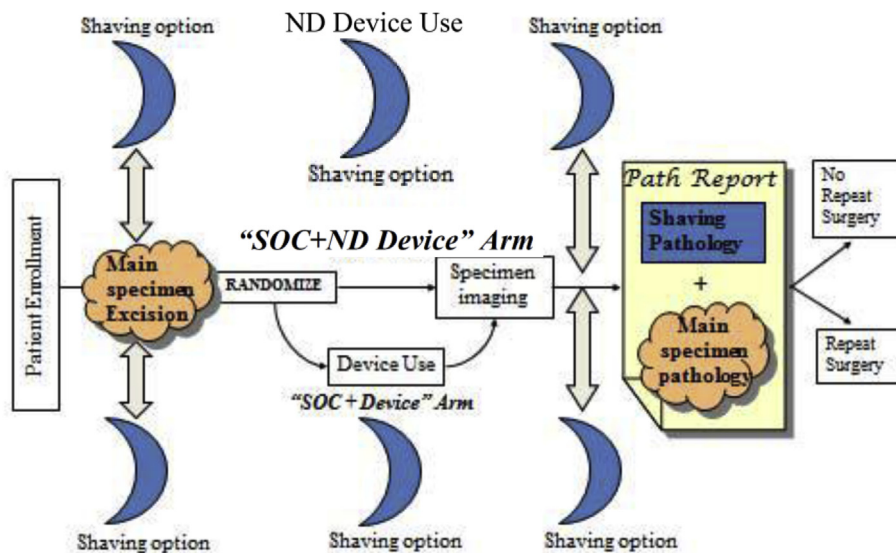 Shaving option
ND Device Use
Shaving option
Shaving option
Patient Enrollment
Main
specimen
Excision
RANDOMIZE
"SOC+ND Device" Arm
Specimen
imaging
Device Use
"SOC + Device" Arm
Path Report
Shaving
Pathology
+
Main
specimen
pathology
No
Repeat
Surgery
Repeat
Surgery
Shaving option
Shaving option
Shaving option